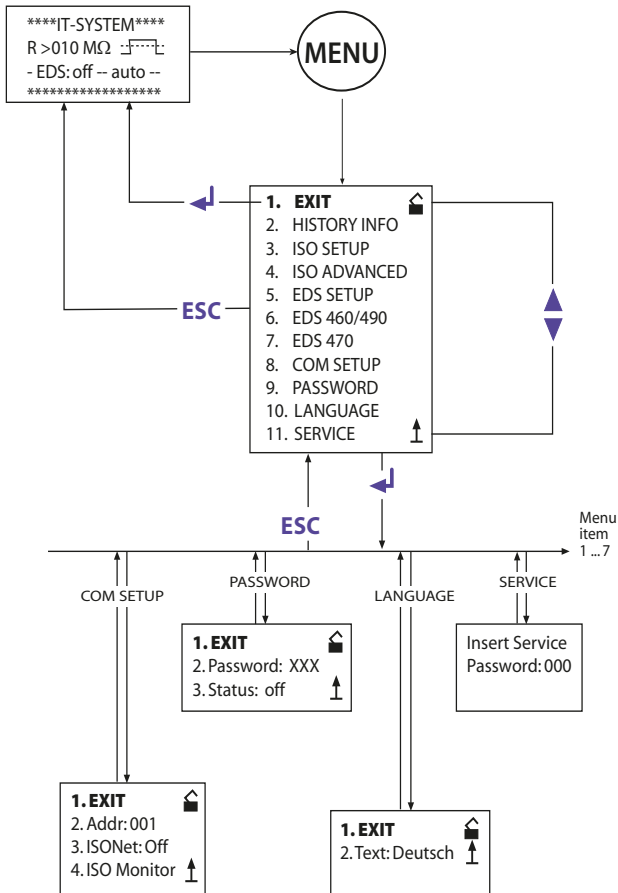 ****IT-SYSTEM****
R >010 MΩ
- EDS: off -- auto --
******************
MENU
1. EXIT
2. HISTORY INFO
3. ISO SETUP
4. ISO ADVANCED
5. EDS SETUP
6. EDS 460/490
7. EDS 470
8. COM SETUP
9. PASSWORD
10. LANGUAGE
11. SERVICE
ESC
ESC
Menu
item
1 ... 7
COM SETUP
PASSWORD
LANGUAGE
SERVICE
1. EXIT
2. Password: XXX
3. Status: off
Insert Service
Password: 000
1. EXIT
2. Addr: 001
3. ISONet: Off
4. ISO Monitor
1. EXIT
2. Text: Deutsch